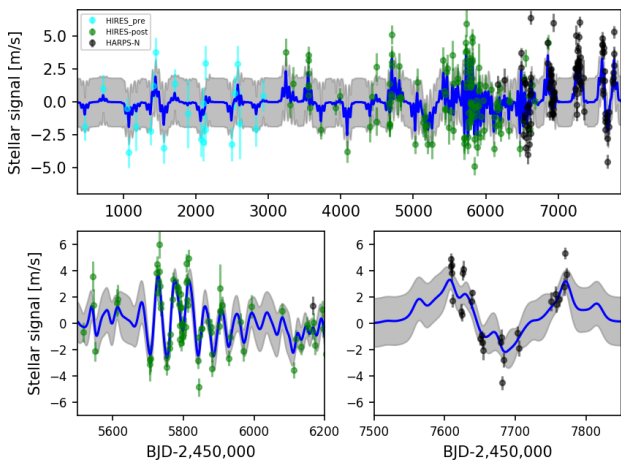 HIRES_pre
HIRES-post
HARPS-N
Stellar signal [m/s]
5.0
2.5
0.0
−2.5
−5.0
1000 2000 3000 4000 5000 6000 7000
Stellar signal [m/s]
6
4
2
0
−2
−4
−6
5600 5800 6000 6200
BJD-2,450,000
6
4
2
0
−2
−4
−6
7500 7600 7700 7800
BJD-2,450,000